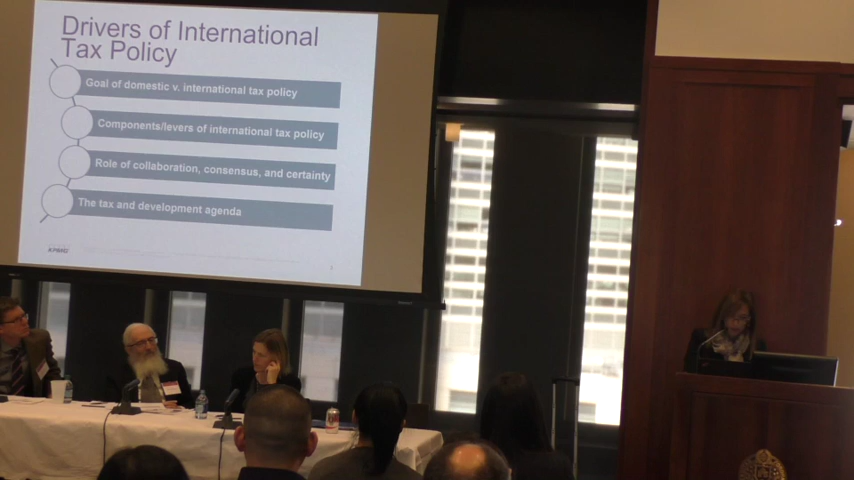 Drivers of International
Tax Policy
Goal of domestic v. international tax policy
Components/levers of international tax policy
Role of collaboration, consensus, and certainty
The tax and development agenda
KPMG